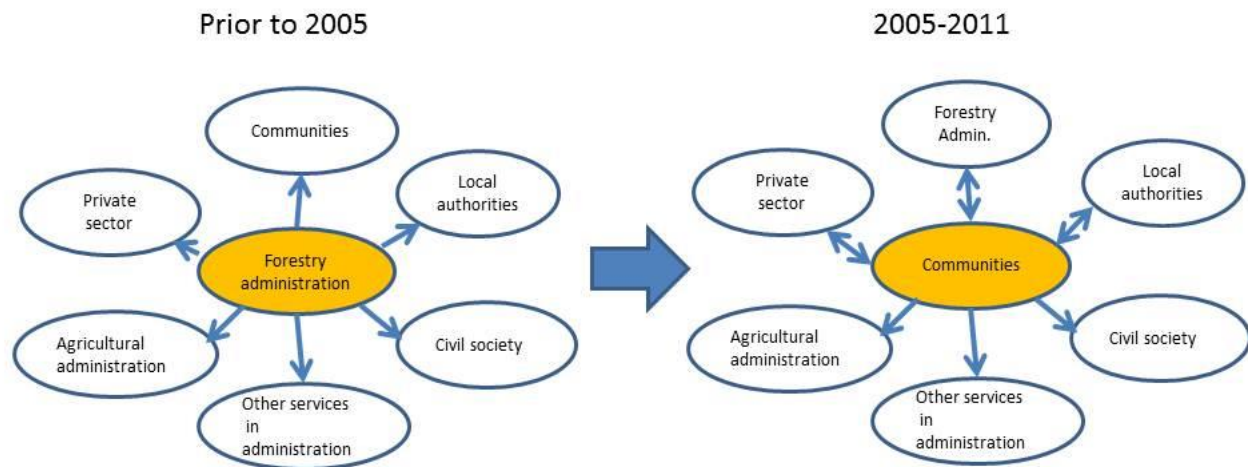 Prior to 2005
Communities
Private
sector
Local
authorities
Forestry
administration
Agricultural
administration
Civil society
Other services
in
administration
2005-2011
Forestry
Admin.
Private
sector
Local
authorities
Communities
Agricultural
administration
Civil society
Other services
in
administration